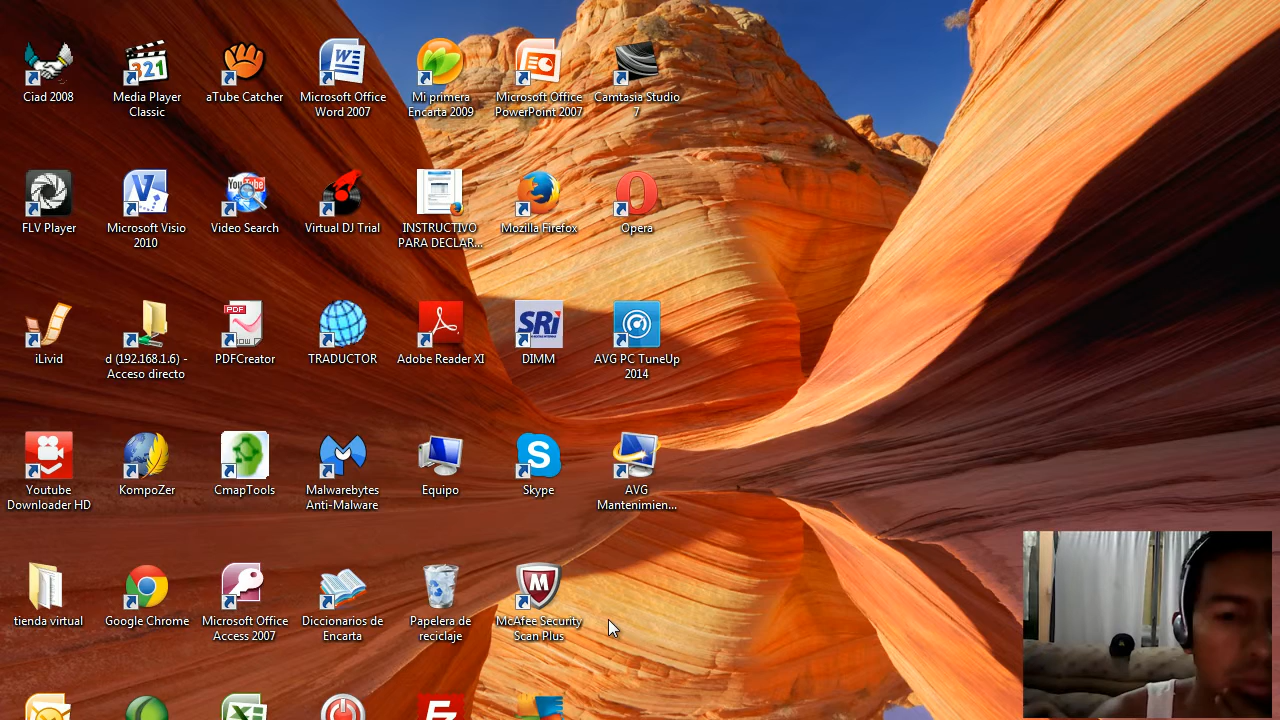 Ciad 2008
Media Player
Classic
321
aTube Catcher
Microsoft Office
Word 2007
W
Mi primera
Encarta 2009
Microsoft Office
PowerPoint 2007
Camtasia Studio
7
FLV Player
V
Microsoft Visio
2010
YouTube
Video Search
Virtual DJ Trial
INSTRUCTIVO
PARA DECLAR...
Mozilla Firefox
Opera
iLivid
d (192.168.1.6) -
Acceso directo
PDF
PDFCreator
TRADUCTOR
Adobe Reader XI
SRi
DIMM
AVG PC TuneUp
2014
Youtube
Downloader HD
KompoZer
CmapTools
Malwarebytes
Anti-Malware
Equipo
S
Skype
AVG
Mantenimien...
tienda virtual
Google Chrome
Microsoft Office
Access 2007
Diccionarios de
Encarta
Papelera de
reciclaje
M
McAfee Security
Scan Plus